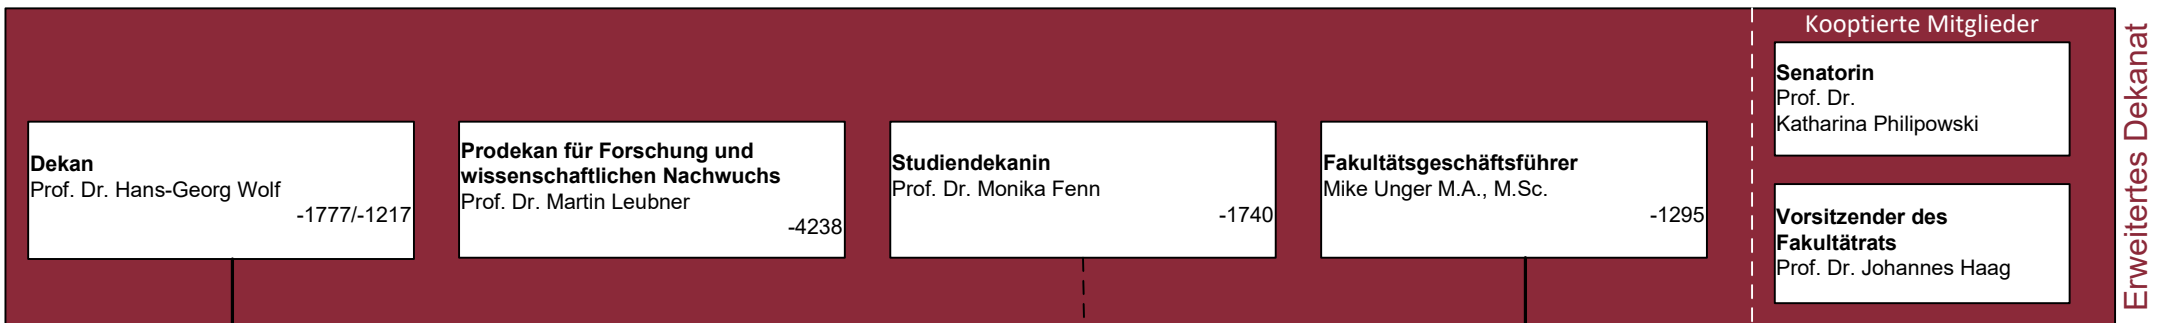 Dekan
Prof. Dr. Hans-Georg Wolf
-1777/-1217
Prodekan für Forschung und
wissenschaftlichen Nachwuchs
Prof. Dr. Martin Leubner
-4238
Studiendekanin
Prof. Dr. Monika Fenn
-1740
Fakultätsgeschäftsführer
Mike Unger M.A., M.Sc.
-1295
Kooptierte Mitglieder
Senatorin
Prof. Dr.
Katharina Philipowski
Vorsitzender des
Fakultätrats
Prof. Dr. Johannes Haag
Erweitertes Dekanat